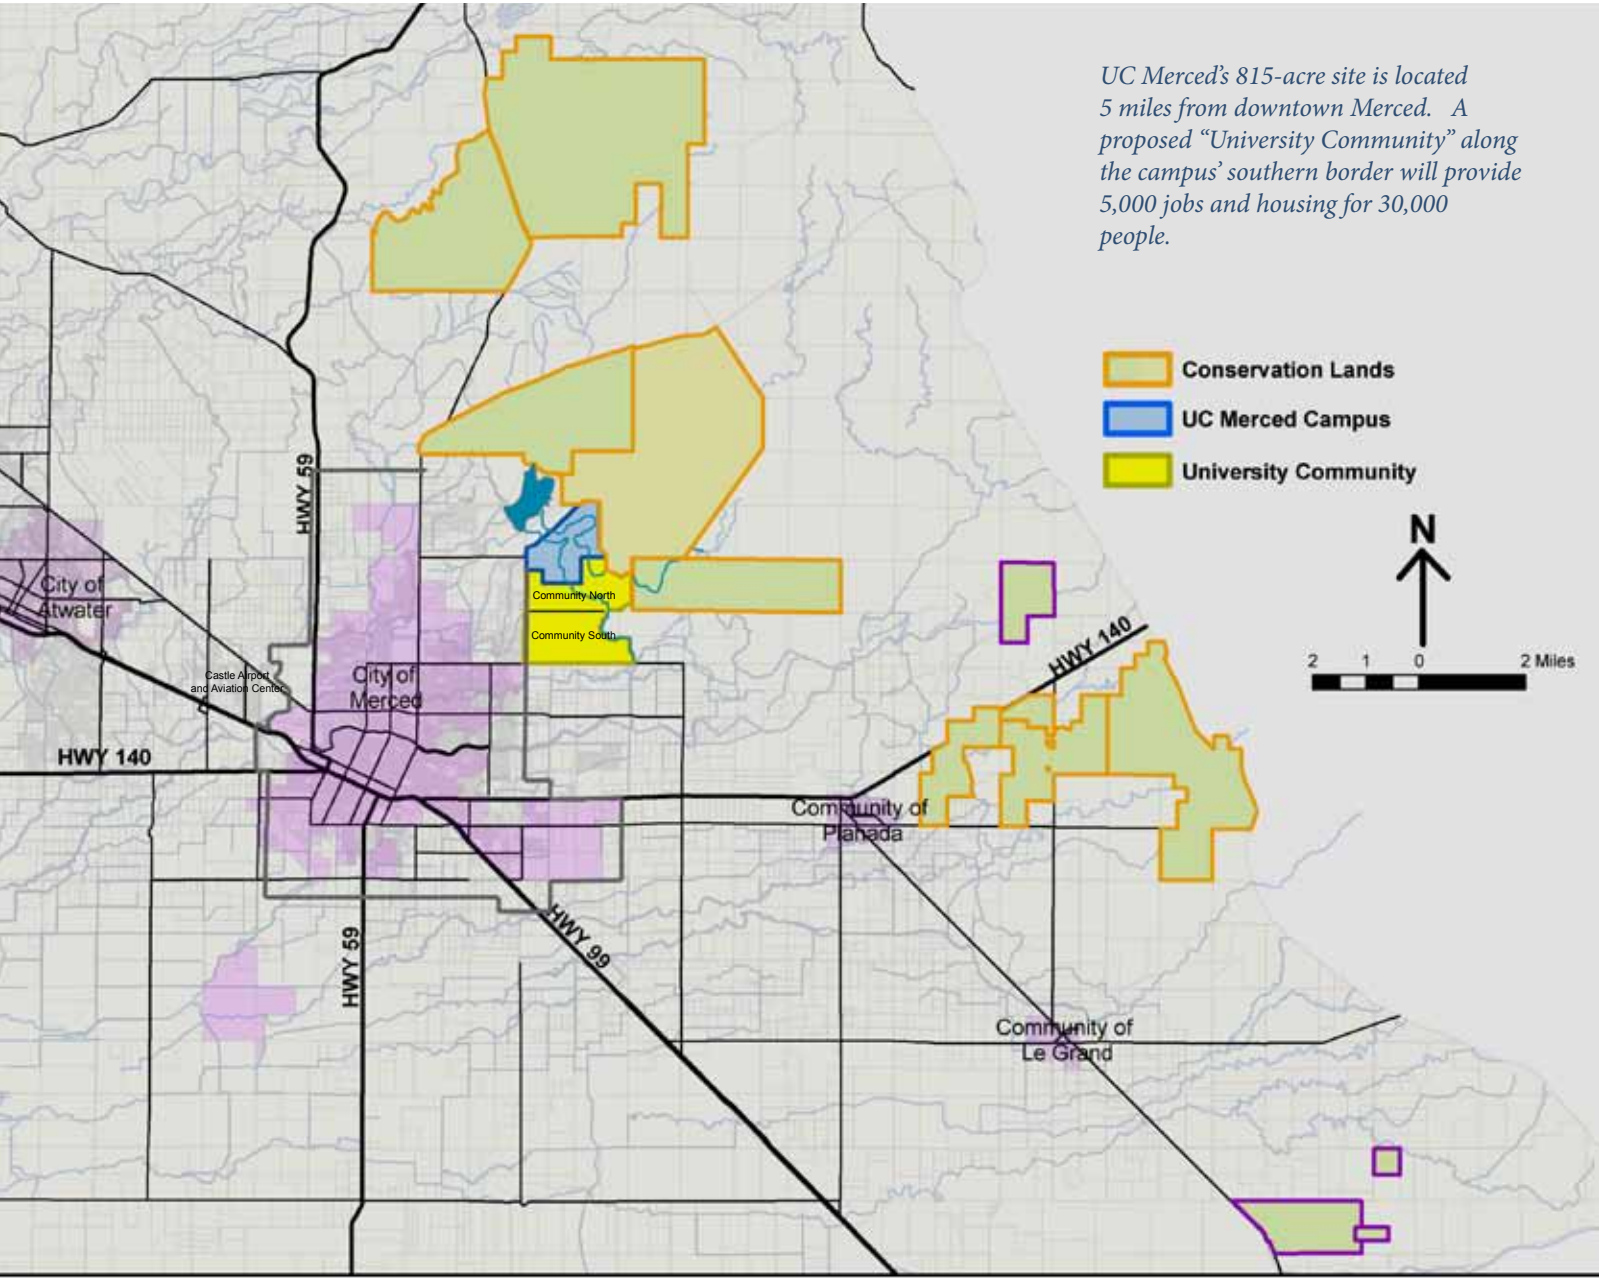 UC Merced's 815-acre site is located
5 miles from downtown Merced. A
proposed “University Community” along
the campus’ southern border will provide
5,000 jobs and housing for 30,000
people.
Conservation Lands
UC Merced Campus
University Community
N
2 1 0 2 Miles
HWY 59
City of
Atwater
Community North
Community South
HWY 140
Castle Airport
and Aviation Center
City of
Merced
HWY 140
Community of
Planada
HWY 59
HWY 99
Community of
Le Grand